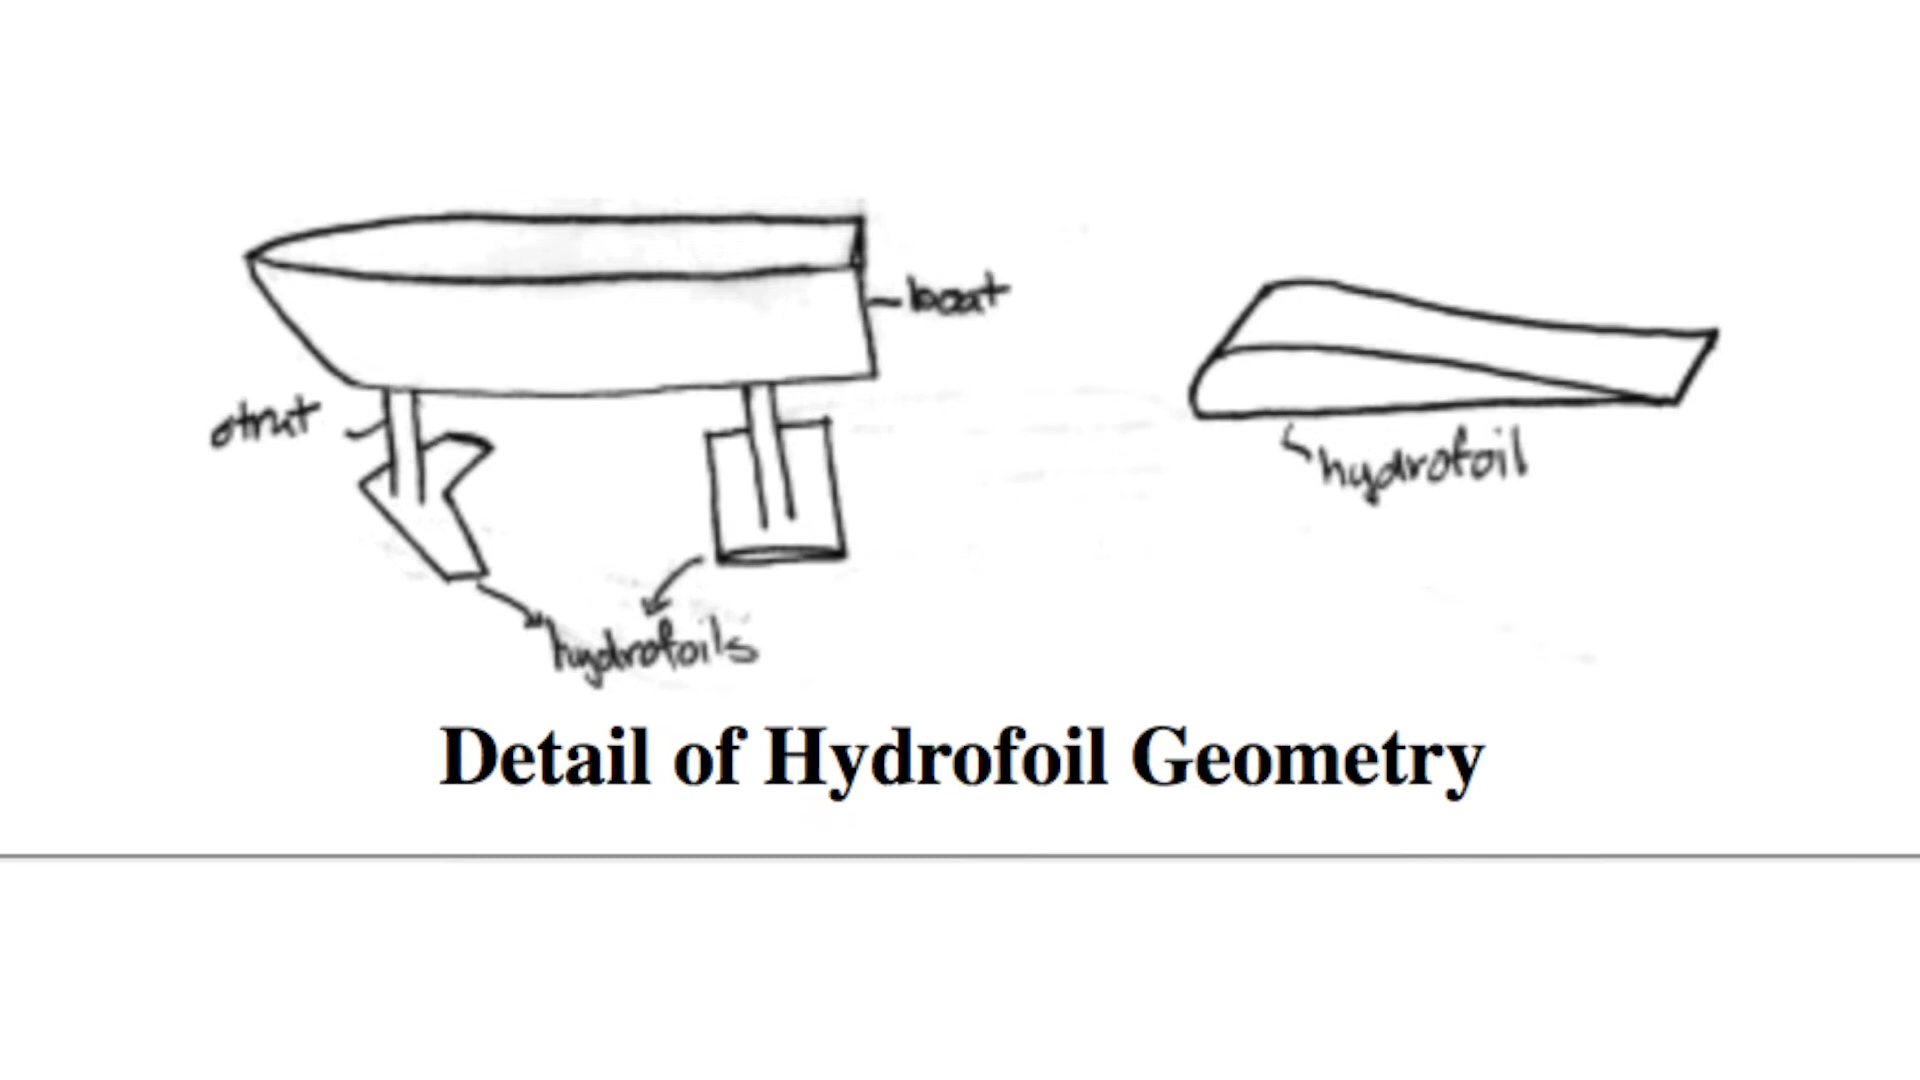 boat
strut
hydrofoil
hydrofoils
Detail of Hydrofoil Geometry